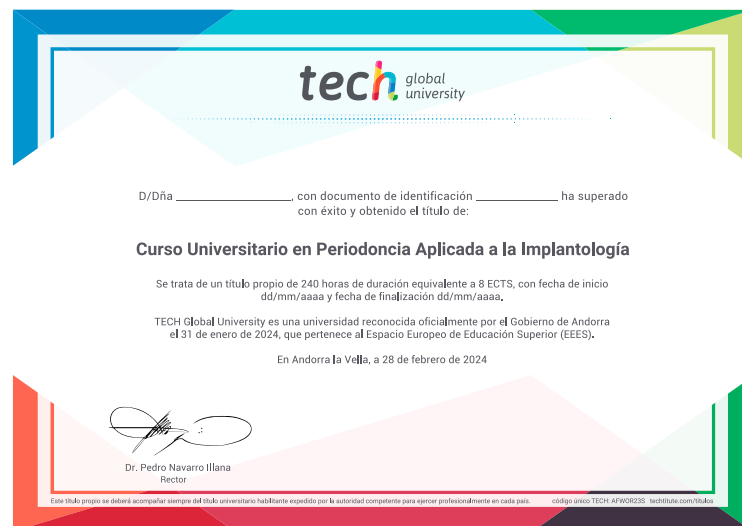 tech global university
D/Dña ____________________, con documento de identificación ______________ ha superado
con éxito y obtenido el título de:
Curso Universitario en Periodoncia Aplicada a la Implantología
Se trata de un título propio de 240 horas de duración equivalente a 8 ECTS, con fecha de inicio
dd/mm/aaaa y fecha de finalización dd/mm/aaaa.
TECH Global University es una universidad reconocida oficialmente por el Gobierno de Andorra
el 31 de enero de 2024, que pertenece al Espacio Europeo de Educación Superior (EEES).
En Andorra la Vella, a 28 de febrero de 2024
Dr. Pedro Navarro Illana
Rector
Este título propio se deberá acompañar siempre del título universitario habilitante expedido por la autoridad competente para ejercer profesionalmente en cada país. código único TECH: AFWOR23S techtitute.com/titulos